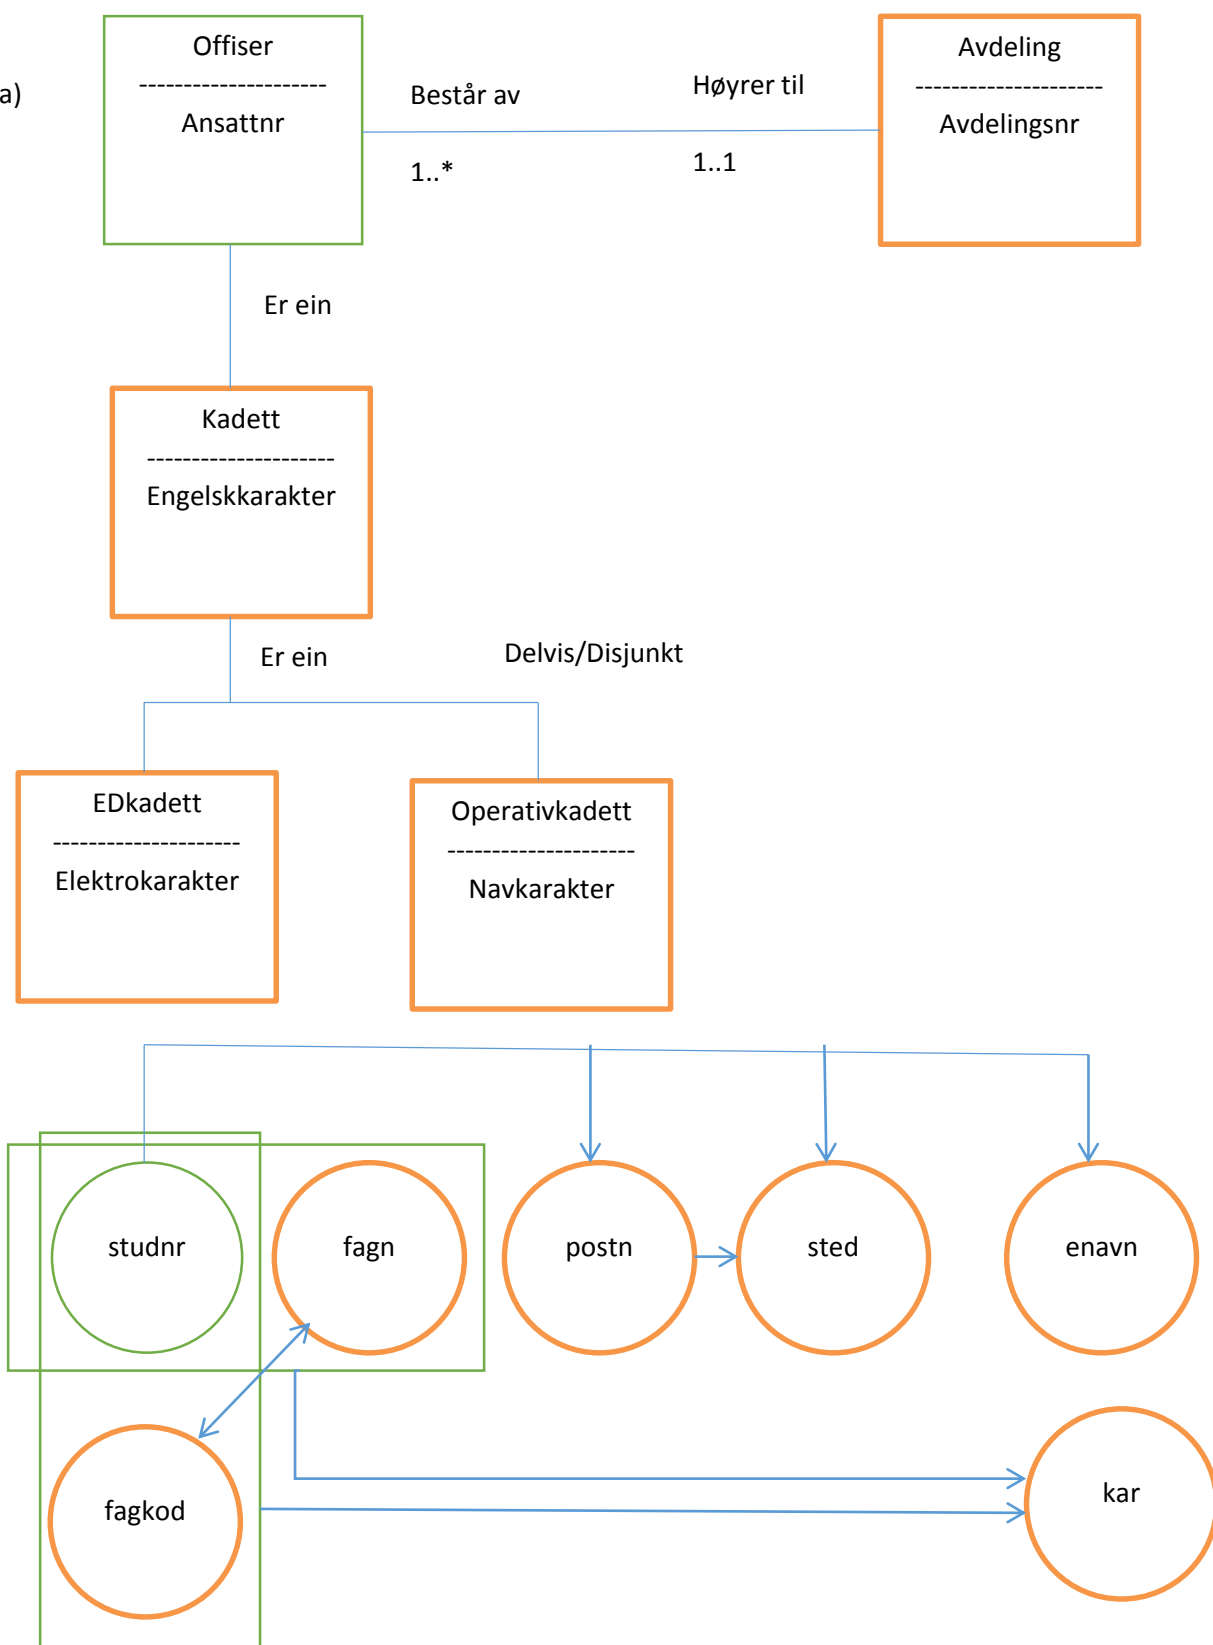 a)
Offiser
---------------------
Ansattnr
Består av
1..*
Høyrer til
1..1
Avdeling
---------------------
Avdelingsnr
Er ein
Kadett
---------------------
Engelskkarakter
Er ein
Delvis/Disjunkt
EDkadett
---------------------
Elektrokarakter
Operativkadett
---------------------
Navkarakter
studnr
fagn
postn
sted
enavn
fagkod
kar